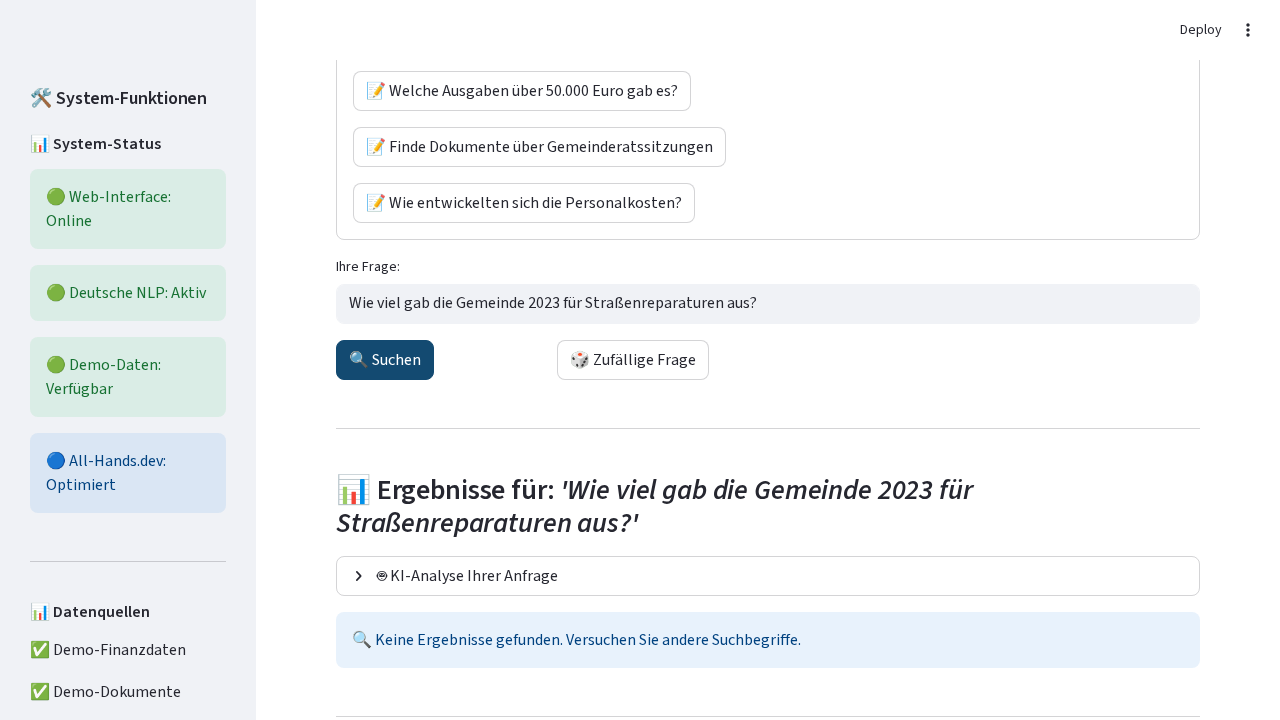 Deploy
🛠️ System-Funktionen
📊 System-Status
🟢 Web-Interface:
Online
🟢 Deutsche NLP: Aktiv
🟢 Demo-Daten:
Verfügbar
🔵 All-Hands.dev:
Optimiert
📊 Datenquellen
✅ Demo-Finanzdaten
✅ Demo-Dokumente
📝 Welche Ausgaben über 50.000 Euro gab es?
📝 Finde Dokumente über Gemeinderatssitzungen
📝 Wie entwickelten sich die Personalkosten?
Ihre Frage:
Wie viel gab die Gemeinde 2023 für Straßenreparaturen aus?
🔍 Suchen
🎲 Zufällige Frage
📊 Ergebnisse für: 'Wie viel gab die Gemeinde 2023 für
Straßenreparaturen aus?'
KI-Analyse Ihrer Anfrage
🔍 Keine Ergebnisse gefunden. Versuchen Sie andere Suchbegriffe.